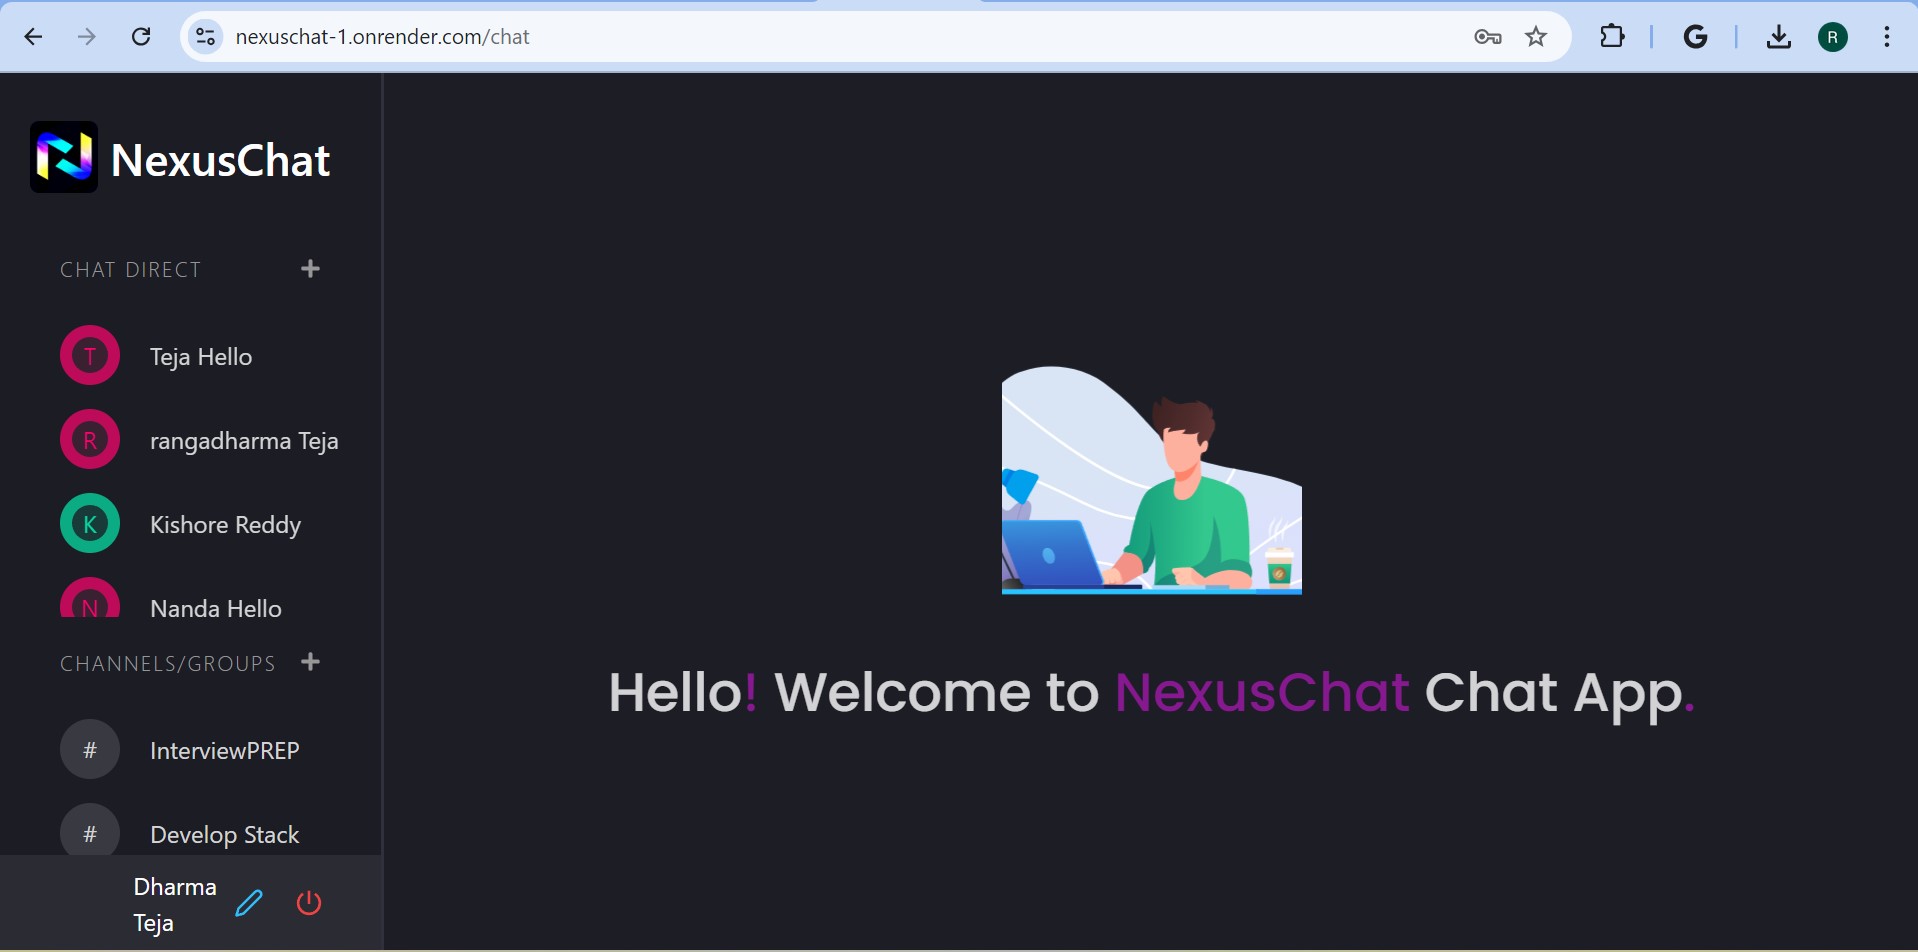 nexuschat-1.onrender.com/chat
G
R
NexusChat
CHAT DIRECT
T
Teja Hello
R
rangadharma Teja
K
Kishore Reddy
N
Nanda Hello
CHANNELS/GROUPS
#
InterviewPREP
#
Develop Stack
Dharma
Teja
Hello! Welcome to NexusChat Chat App.